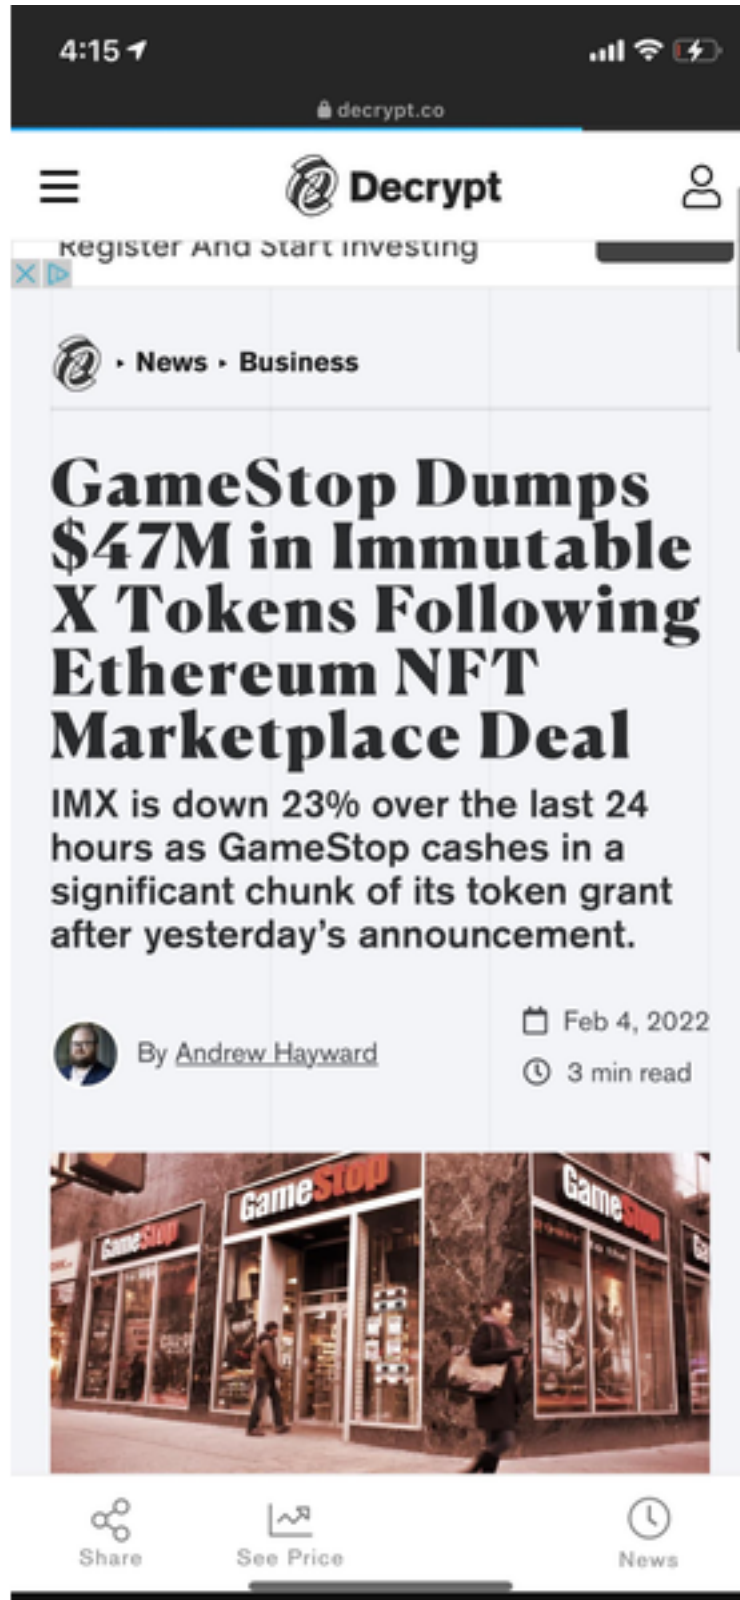 4:15
decrypt.co
Decrypt
Register And Start Investing
News ‣ Business
GameStop Dumps
$47M in Immutable
X Tokens Following
Ethereum NFT
Marketplace Deal
IMX is down 23% over the last 24
hours as GameStop cashes in a
significant chunk of its token grant
after yesterday’s announcement.
By Andrew Hayward
Feb 4, 2022
3 min read
GameStop
GameStop
GameStop
Share
See Price
News